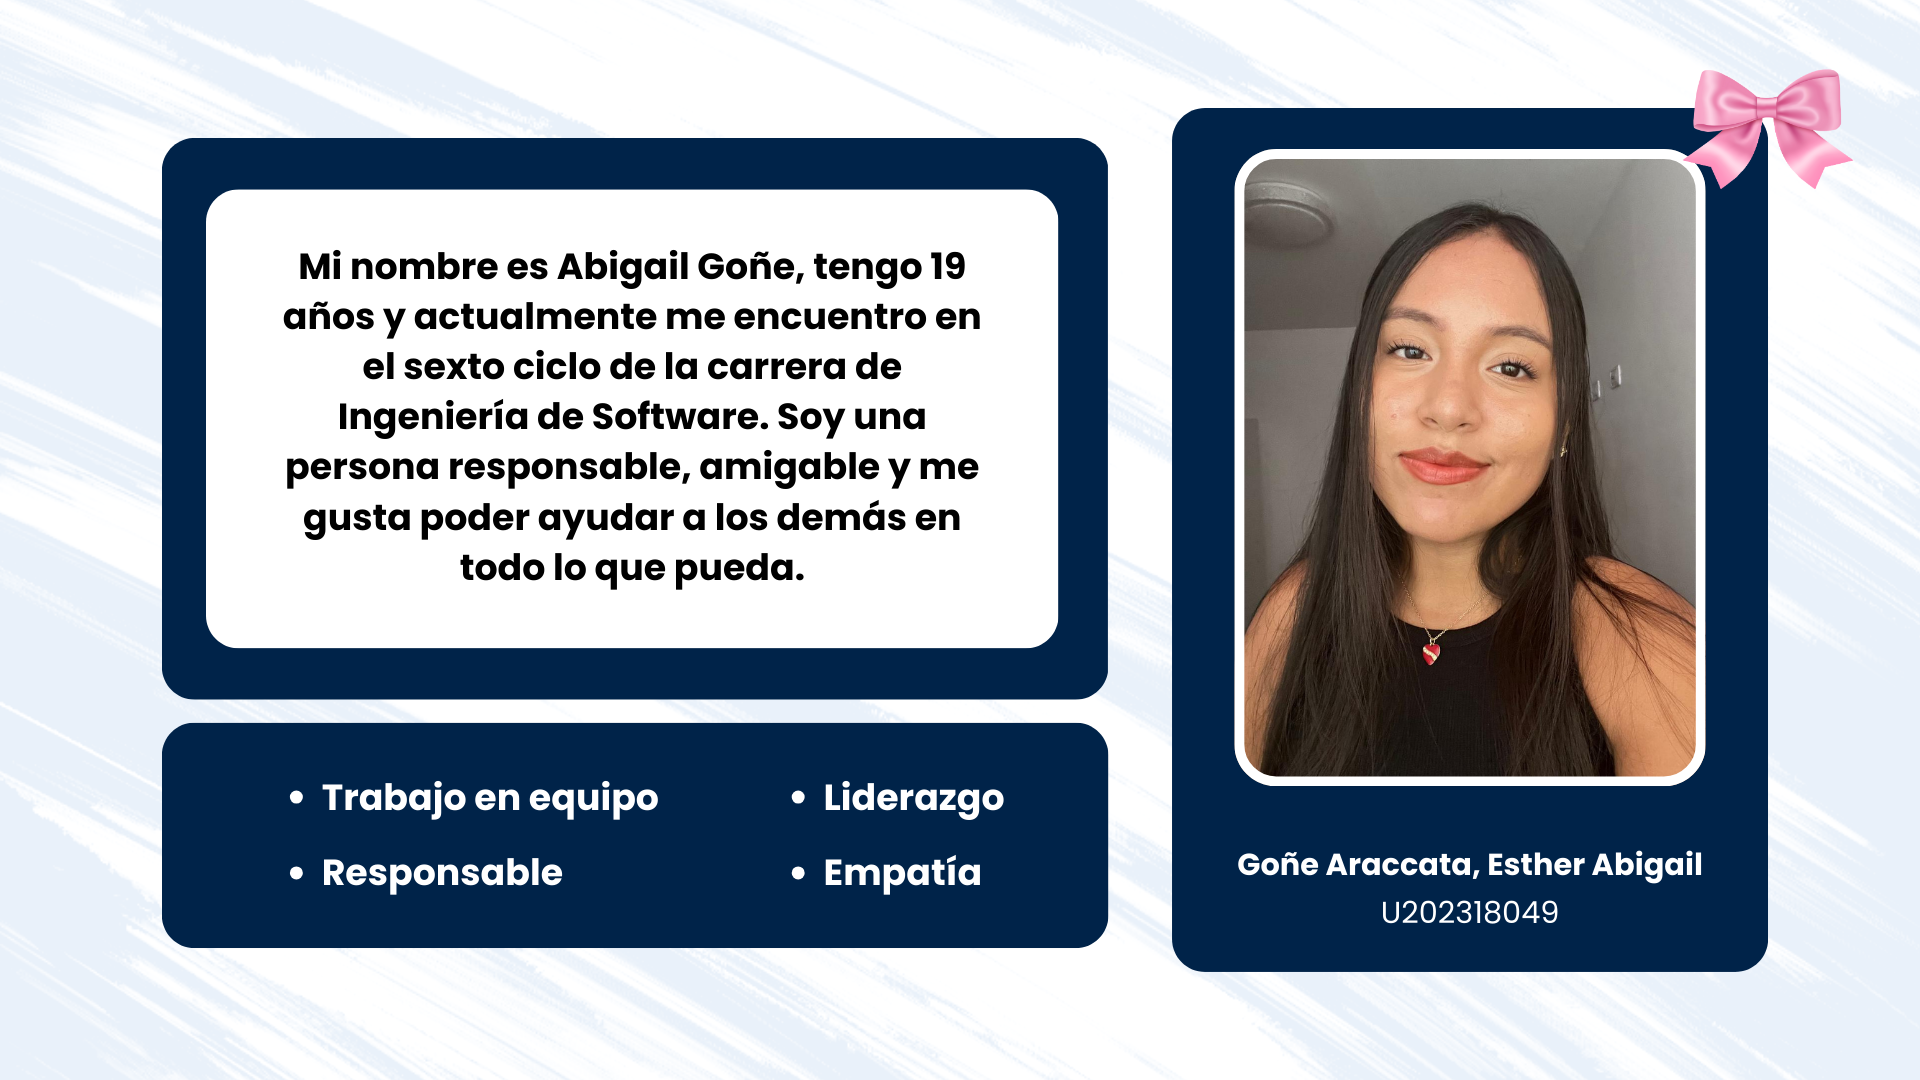 Mi nombre es Abigail Goñe, tengo 19
años y actualmente me encuentro en
el sexto ciclo de la carrera de
Ingeniería de Software. Soy una
persona responsable, amigable y me
gusta poder ayudar a los demás en
todo lo que pueda.
• Trabajo en equipo
• Responsable
• Liderazgo
• Empatía
Goñe Araccata, Esther Abigail
U202318049